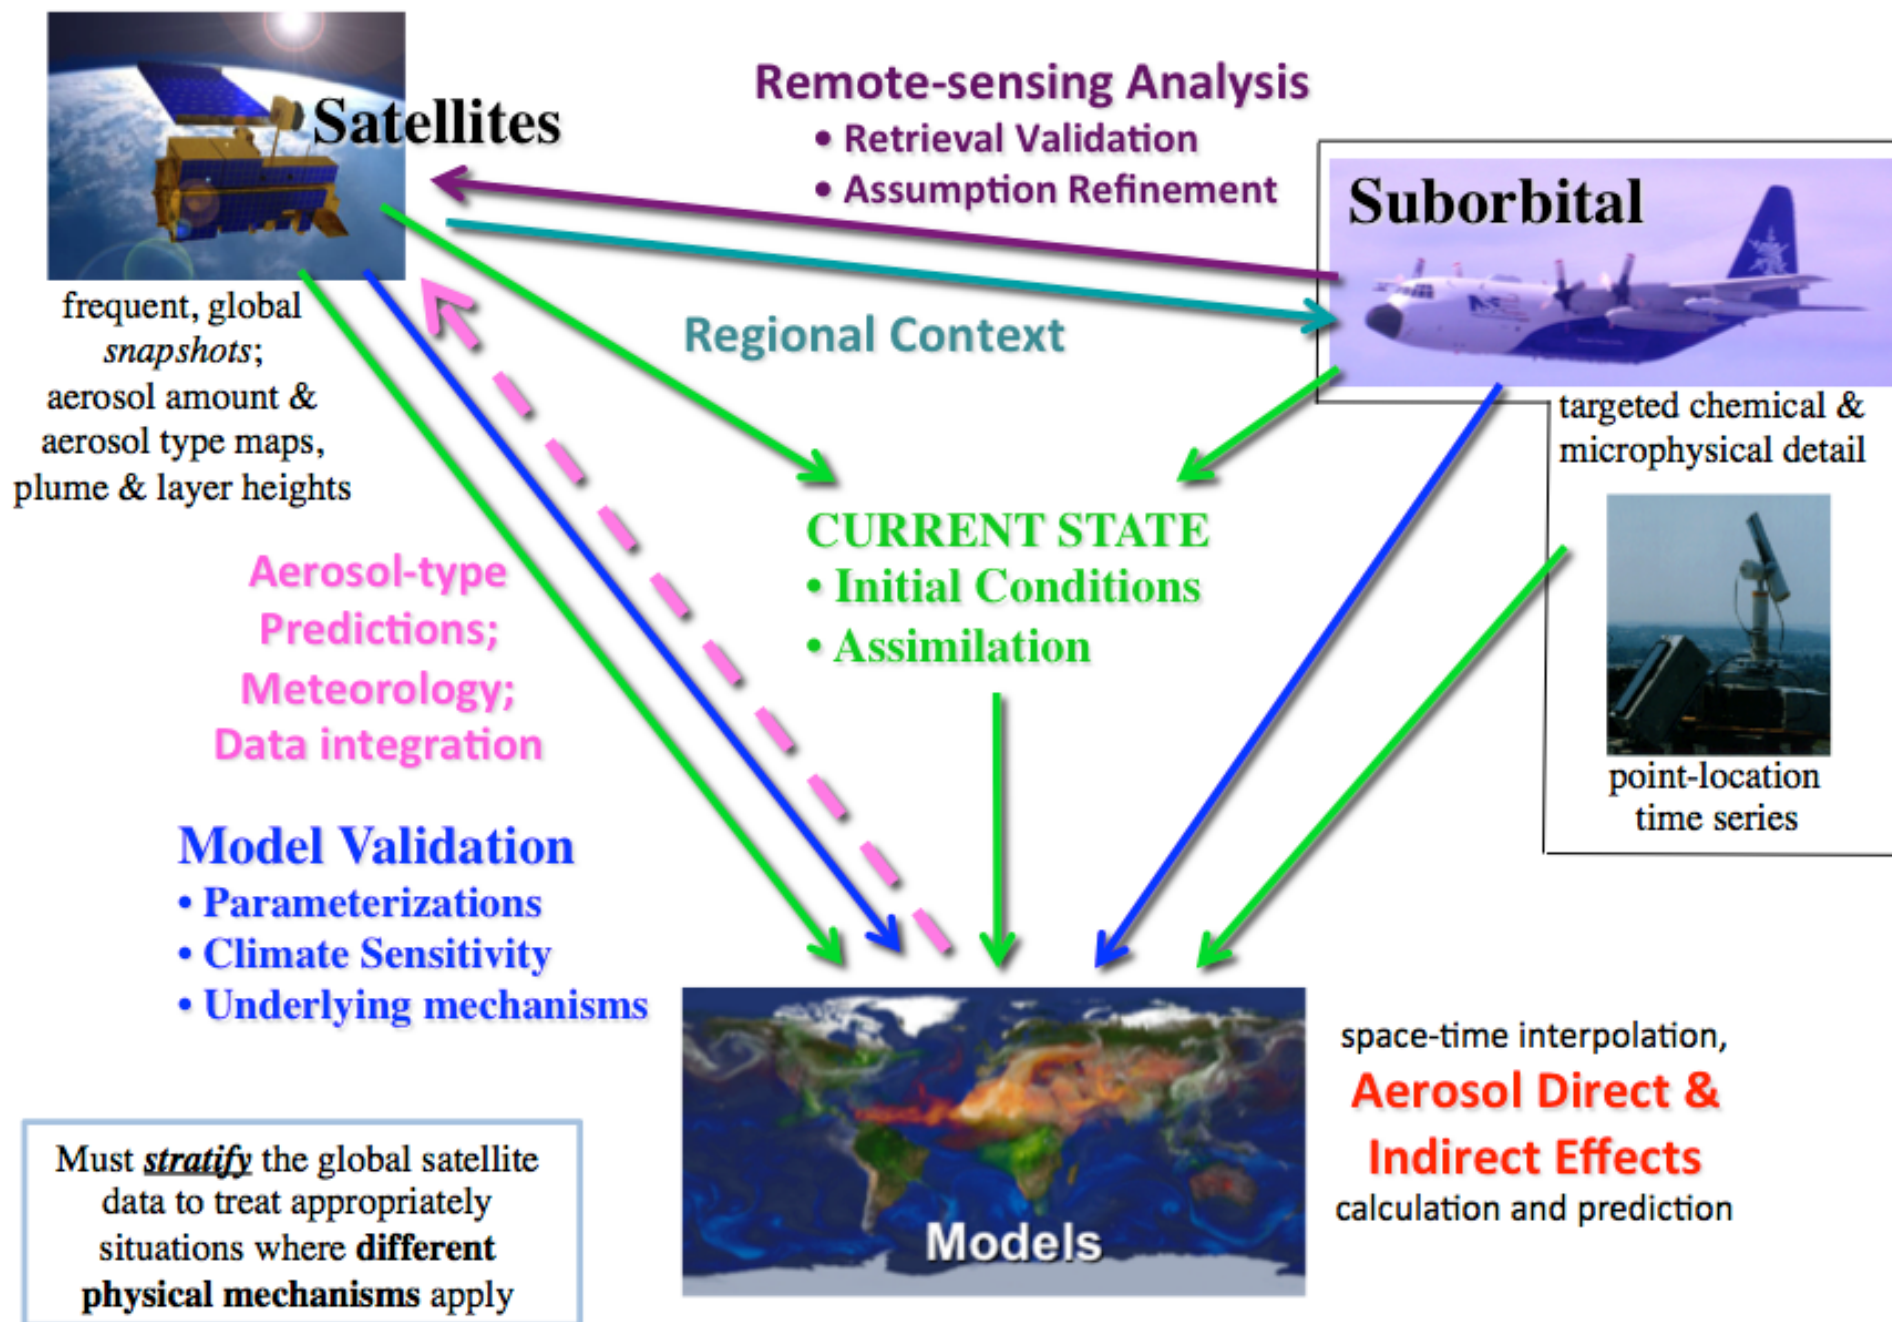 Satellites
frequent, global
snapshots;
aerosol amount &
aerosol type maps,
plume & layer heights
Remote-sensing Analysis
• Retrieval Validation
• Assumption Refinement
Regional Context
Suborbital
targeted chemical &
microphysical detail
point-location
time series
CURRENT STATE
• Initial Conditions
• Assimilation
Aerosol-type
Predictions;
Meteorology;
Data integration
Model Validation
• Parameterizations
• Climate Sensitivity
• Underlying mechanisms
Must stratify the global satellite
data to treat appropriately
situations where different
physical mechanisms apply
Models
space-time interpolation,
Aerosol Direct &
Indirect Effects
calculation and prediction